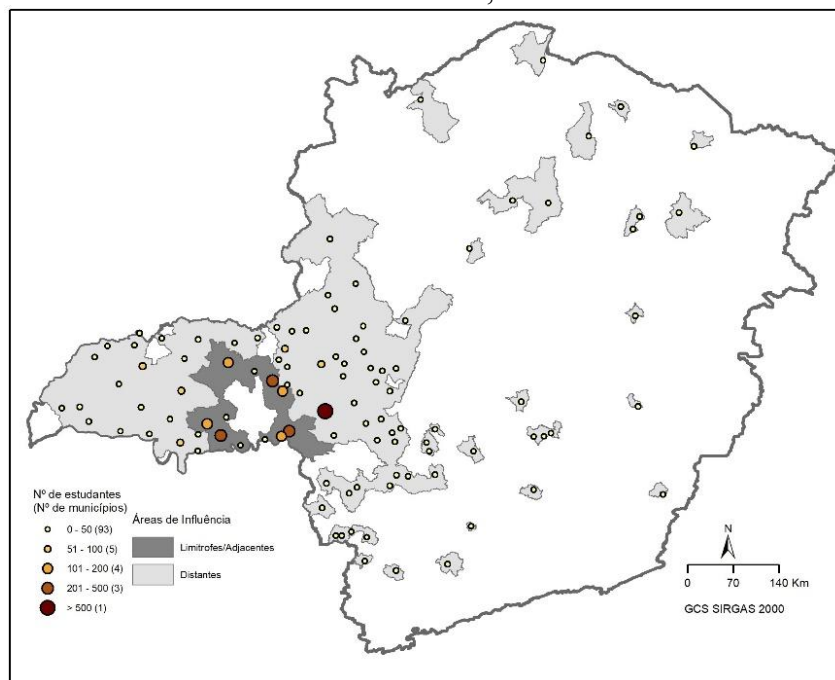 Nº de estudantes
(Nº de municípios)
0 - 50 (93)
51 - 100 (5)
101 - 200 (4)
201 - 500 (3)
> 500 (1)
Áreas de Influência
Limitrofes/Adjacentes
Distantes
N
0 70 140 Km
GCS SIRGAS 2000